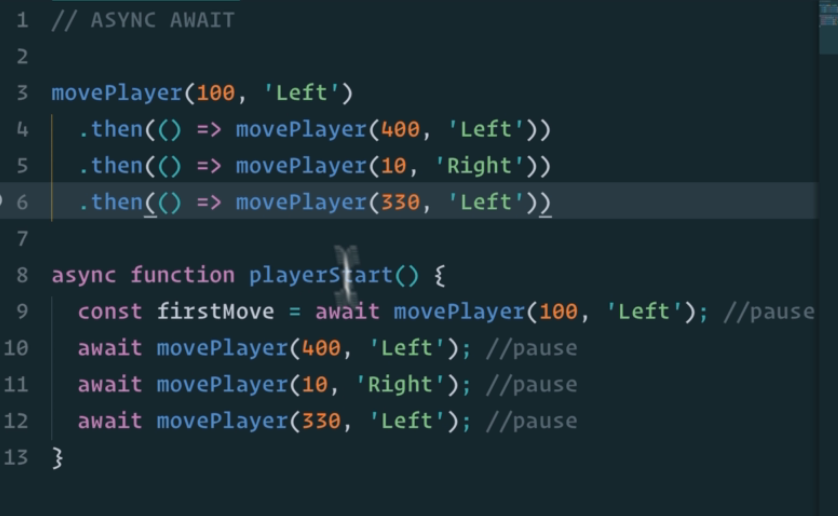 1 // ASYNC AWAIT
2
3 movePlayer(100, 'Left')
4 .then(() => movePlayer(400, 'Left'))
5 .then(() => movePlayer(10, 'Right'))
6 .then(() => movePlayer(330, 'Left'))
7
8 async function playerStart() {
9 const firstMove = await movePlayer(100, 'Left'); //pause
10 await movePlayer(400, 'Left'); //pause
11 await movePlayer(10, 'Right'); //pause
12 await movePlayer(330, 'Left'); //pause
13 }